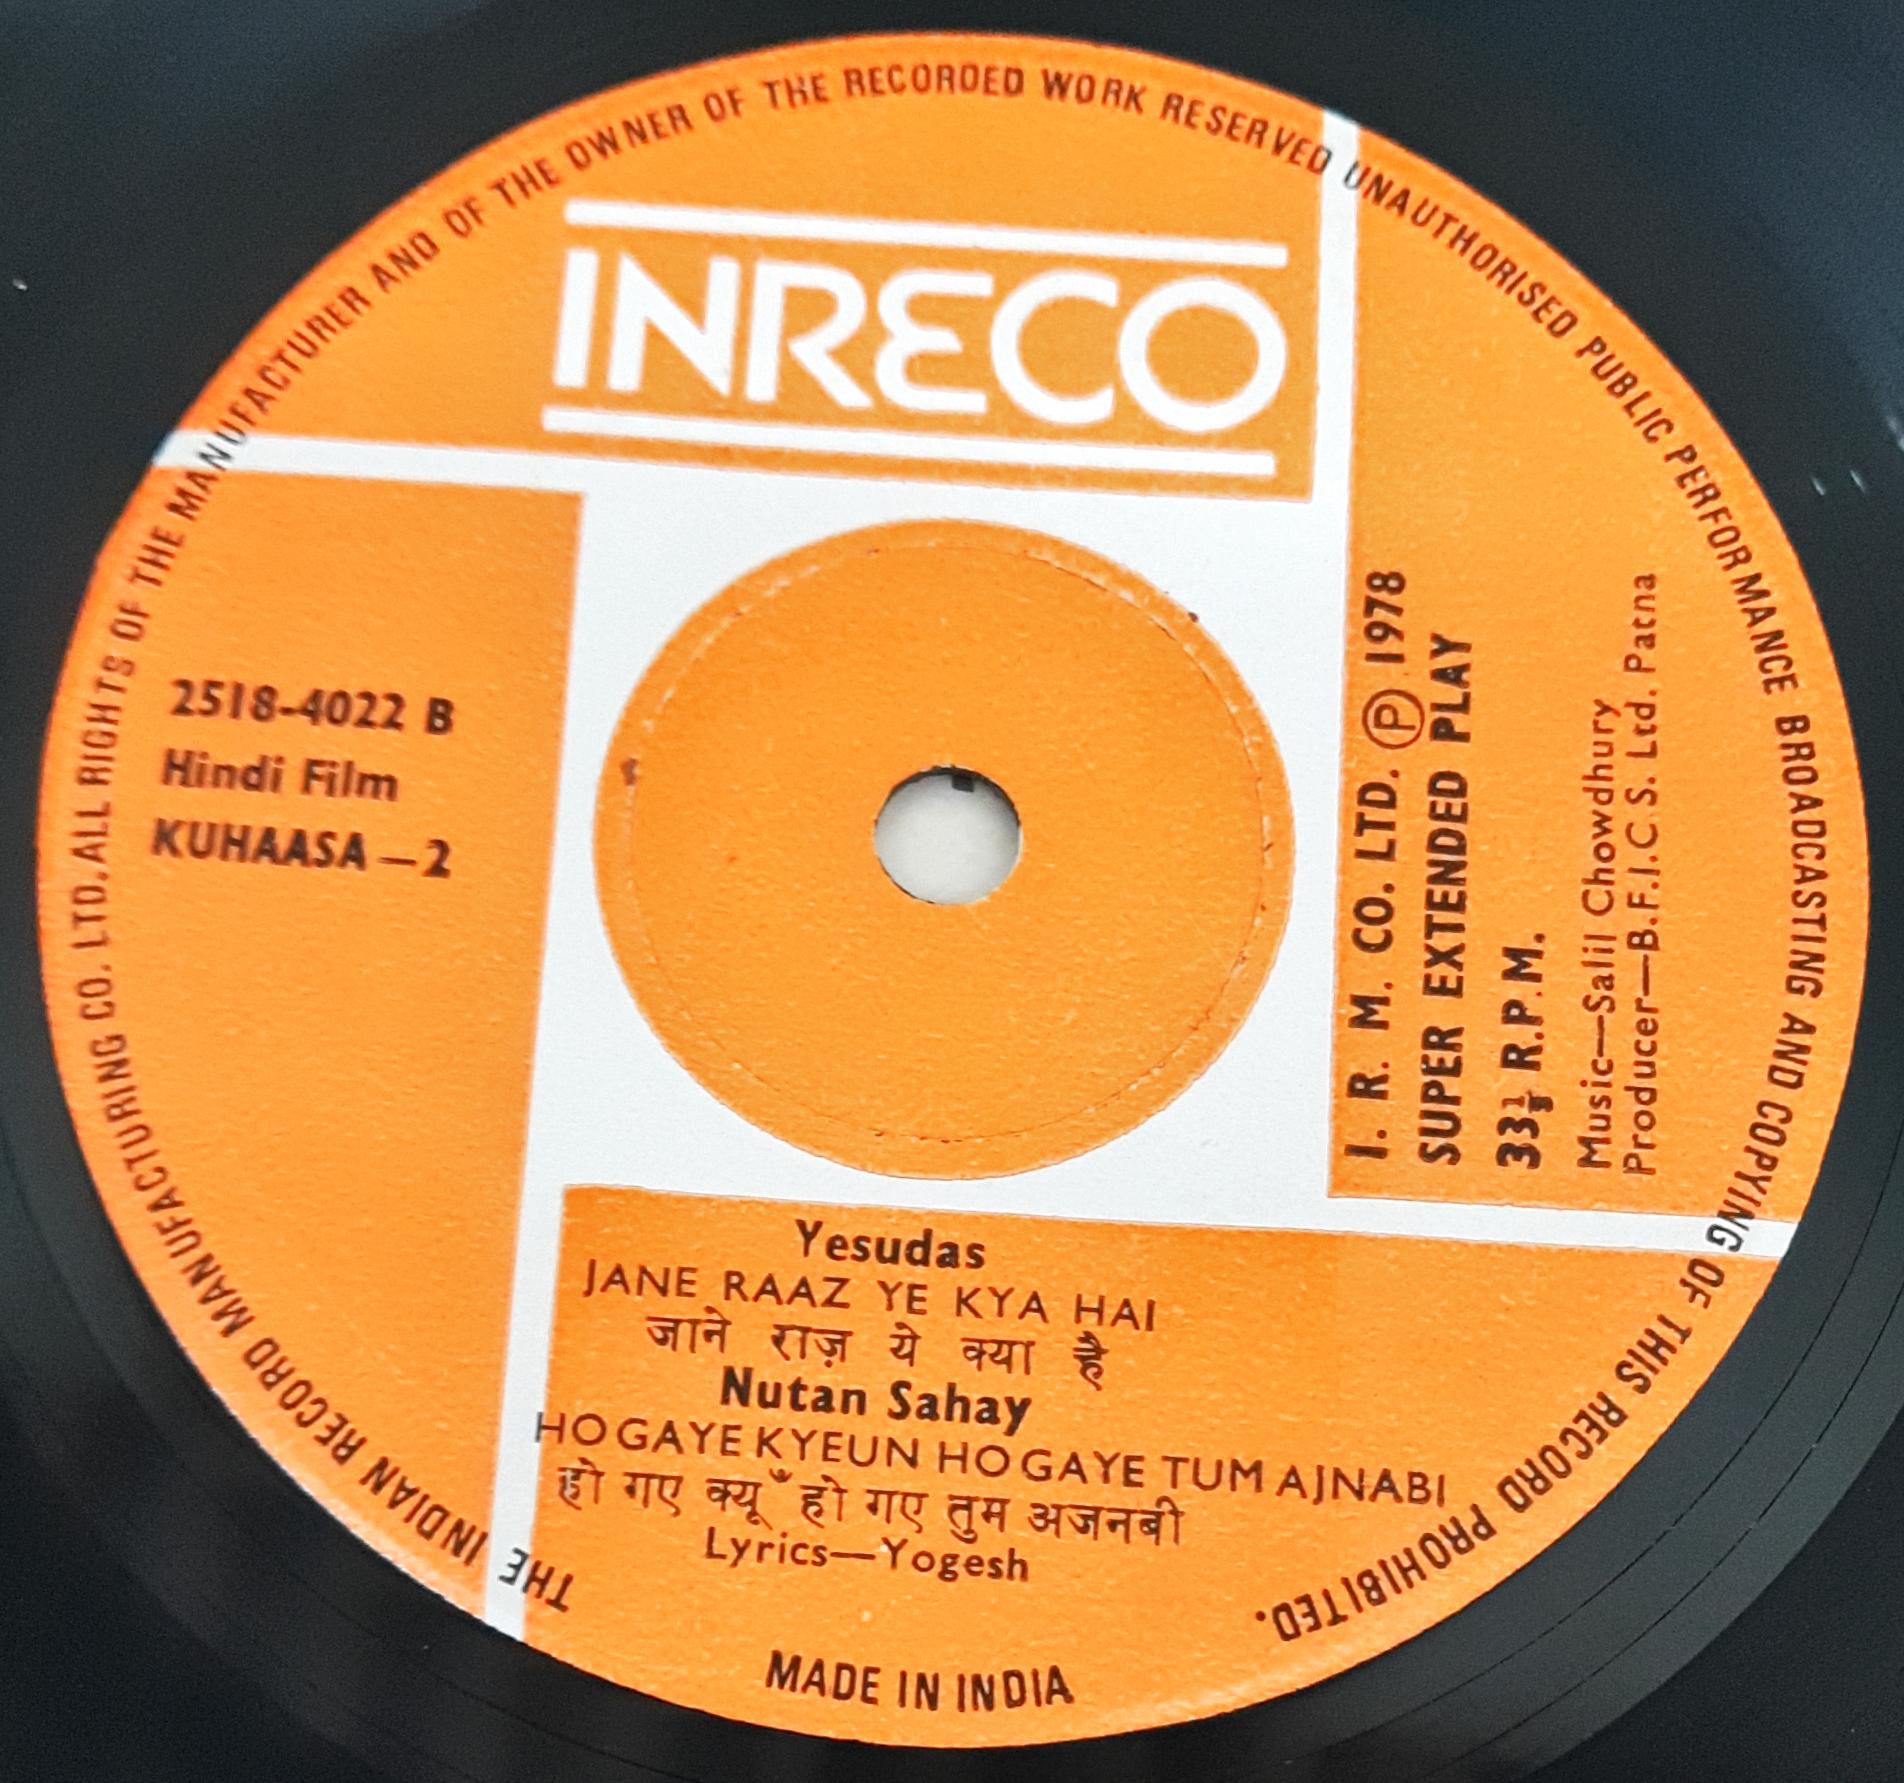 THE INDIAN RECORD MANUFACTURING CO. LTD. ALL RIGHTS OF THE MANUFACTURER AND OF THE OWNER OF THE RECORDED WORK RESERVED UNAUTHORISED PUBLIC PERFORMANCE BROADCASTING AND COPYING OF THIS RECORD PROHIBITED.
INRECO
2518-4022 B
Hindi Film
KUHAASA – 2
I. R. M. CO. LTD. Ⓟ 1978
SUPER EXTENDED PLAY
33⅓ R.P.M.
Music—Salil Chowdhury
Producer—B.F.I.C.S. Ltd. Patna
Yesudas
JANE RAAZ YE KYA HAI
जाने राज़ ये क्या है
Nutan Sahay
HO GAYE KYEUN HO GAYE TUM AJNABI
हो गए क्यूँ हो गए तुम अजनबी
Lyrics—Yogesh
MADE IN INDIA